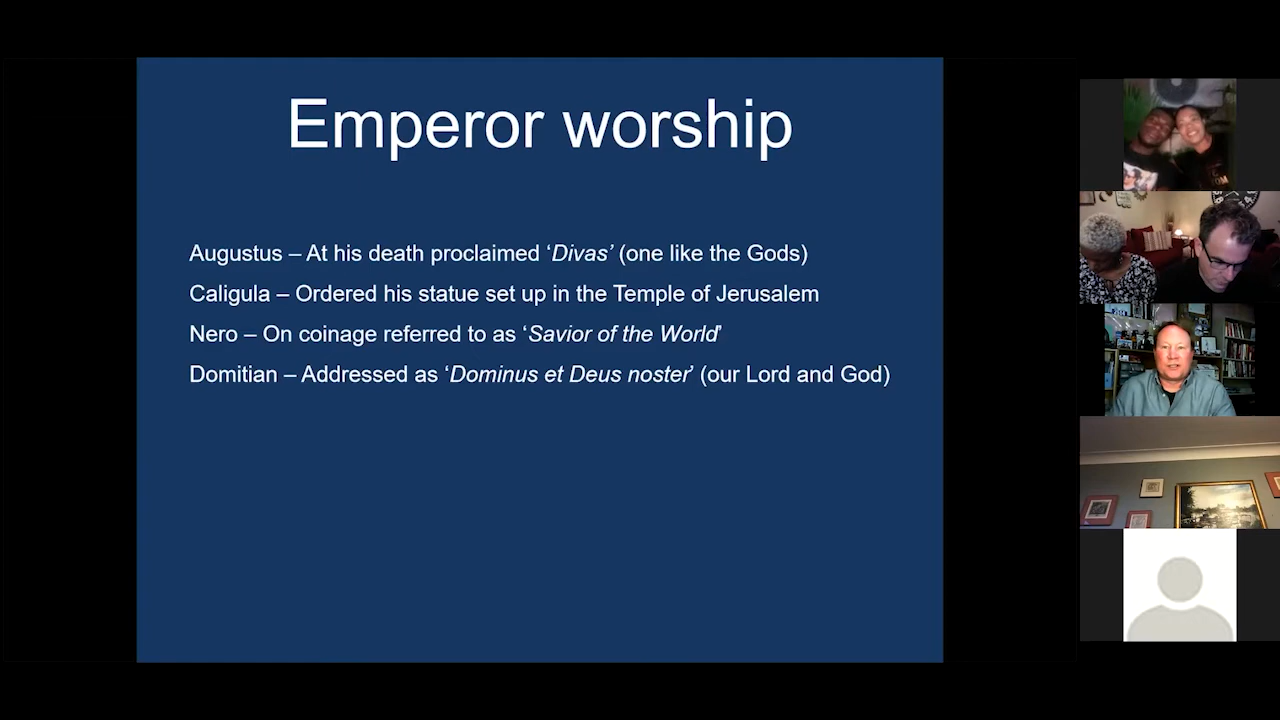 Emperor worship
Augustus – At his death proclaimed ‘Divas’ (one like the Gods)
Caligula – Ordered his statue set up in the Temple of Jerusalem
Nero – On coinage referred to as ‘Savior of the World’
Domitian – Addressed as ‘Dominus et Deus noster’ (our Lord and God)